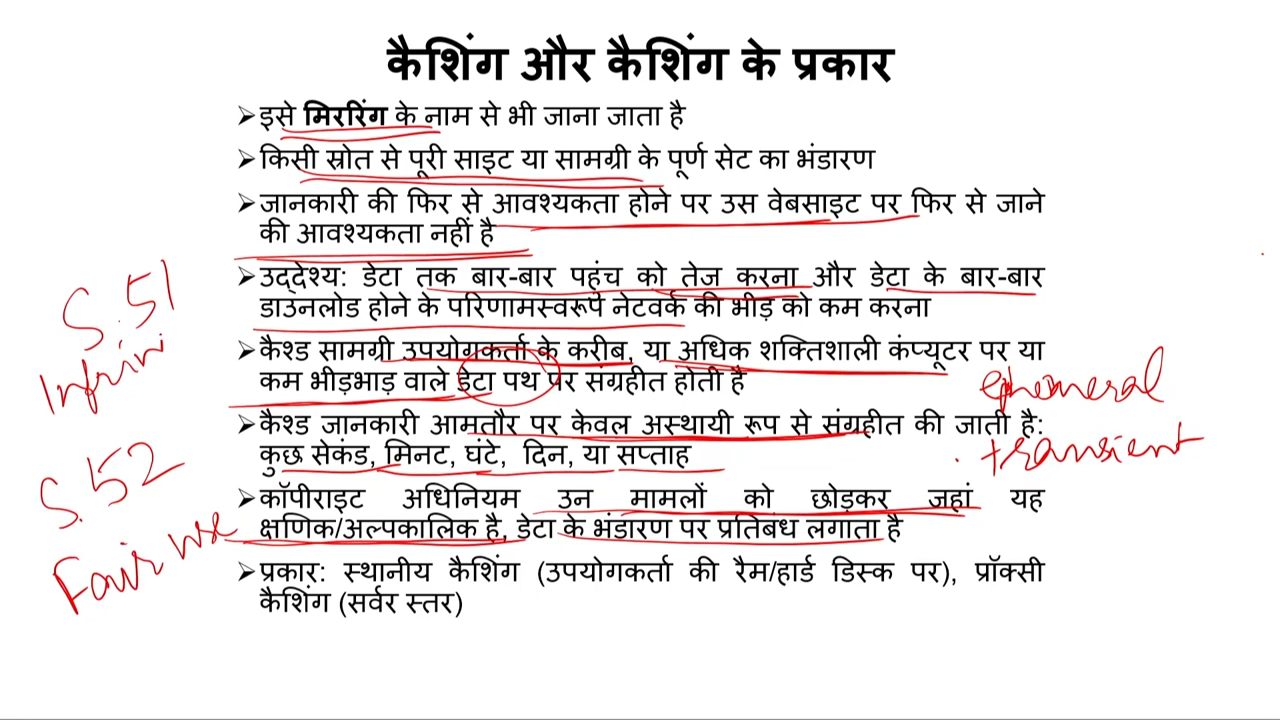 कैशिंग और कैशिंग के प्रकार
➢इसे मिररिंग के नाम से भी जाना जाता है
➢किसी स्रोत से पूरी साइट या सामग्री के पूर्ण सेट का भंडारण
➢जानकारी की फिर से आवश्यकता होने पर उस वेबसाइट पर फिर से जाने
की आवश्यकता नहीं है
➢उद्देश्य: डेटा तक बार-बार पहुंच को तेज करना और डेटा के बार-बार
डाउनलोड होने के परिणामस्वरूप नेटवर्क की भीड़ को कम करना
➢कैश्ड सामग्री उपयोगकर्ता के करीब, या अधिक शक्तिशाली कंप्यूटर पर या
कम भीड़भाड़ वाले डेटा पथ पर संग्रहीत होती है
➢कैश्ड जानकारी आमतौर पर केवल अस्थायी रूप से संग्रहीत की जाती है:
कुछ सेकंड, मिनट, घंटे, दिन, या सप्ताह
➢कॉपीराइट अधिनियम उन मामलों को छोड़कर जहां यह
क्षणिक/अल्पकालिक है, डेटा के भंडारण पर प्रतिबंध लगाता है
➢प्रकार: स्थानीय कैशिंग (उपयोगकर्ता की रैम/हार्ड डिस्क पर), प्रॉक्सी
कैशिंग (सर्वर स्तर)
S.51
Infrini
S.52
Fair use
ephemeral
transient